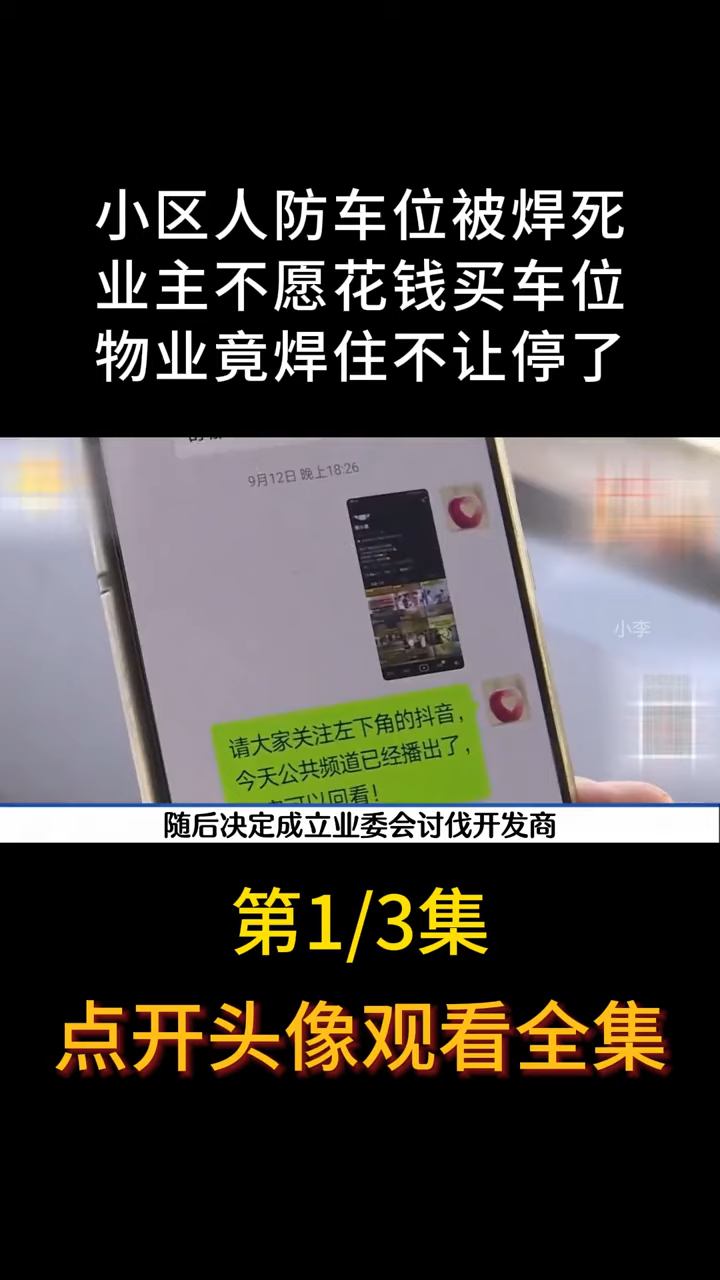 小区人防车位被焊死
业主不愿花钱买车位
物业竟焊住不让停了
9月12日 晚上18:26
小李
请大家关注左下角的抖音，
今天公共频道已经播出了，
可以回看！
随后决定成立业委会讨伐开发商
第1/3集
点开头像观看全集